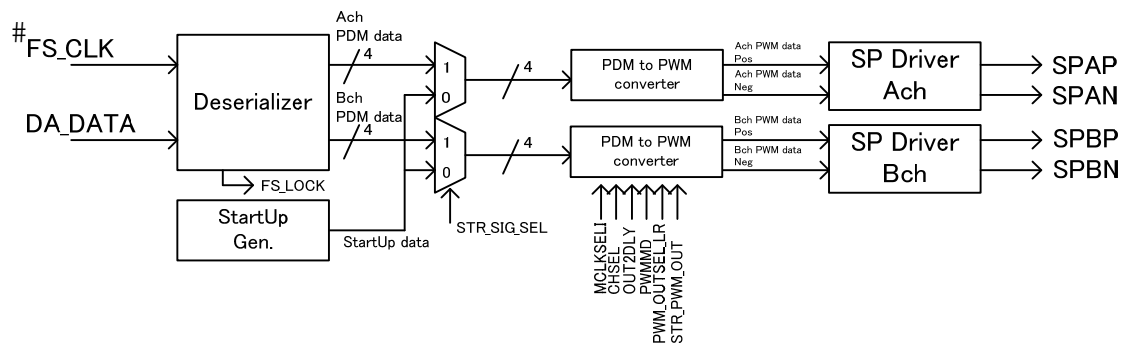 #FS_CLK
DA_DATA
Deserializer
FS_LOCK
StartUp
Gen.
StartUp data
Ach
PDM data
4
Bch
PDM data
4
1
0
1
0
STR_SIG_SEL
4
4
PDM to PWM
converter
PDM to PWM
converter
MCLKSELI
CHSEL
OUT2DLY
PWMMD
PWM_OUTSEL_LR
STR_PWM_OUT
Ach PWM data
Pos
Ach PWM data
Neg
Bch PWM data
Pos
Bch PWM data
Neg
SP Driver
Ach
SP Driver
Bch
SPAP
SPAN
SPBP
SPBN